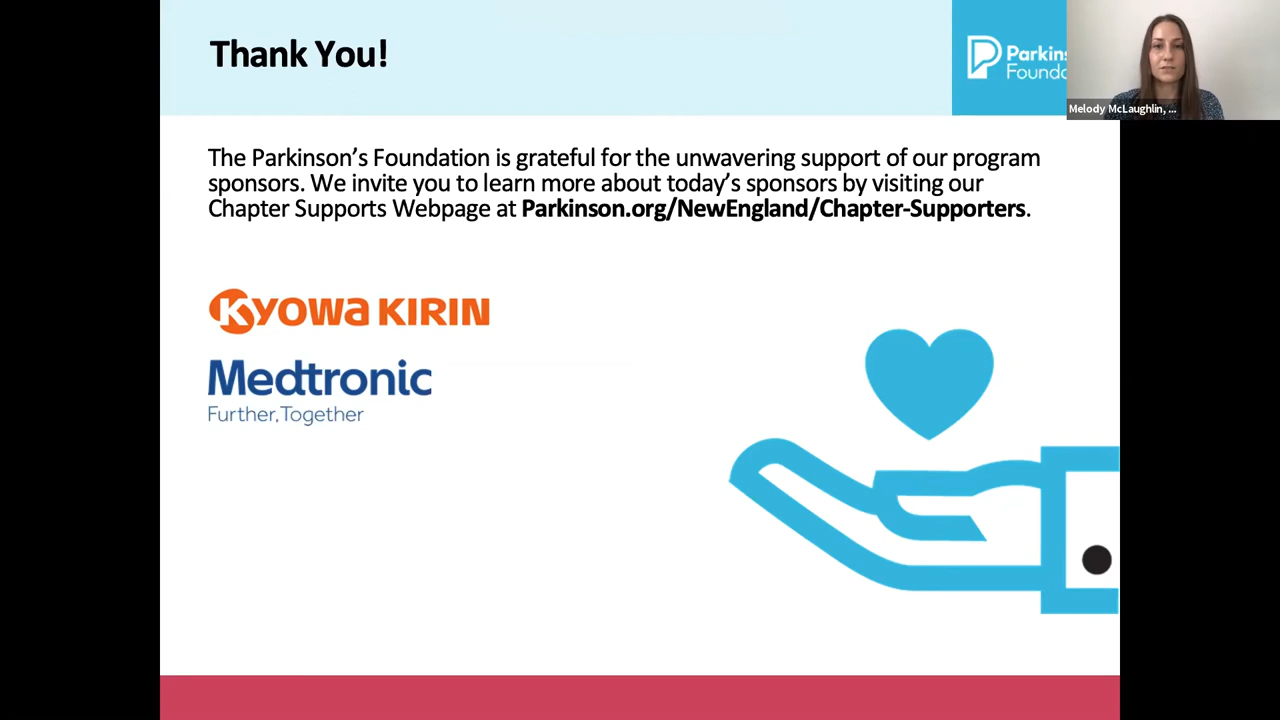 Thank You!
Parkins
Founda
Melody McLaughlin, ...
The Parkinson's Foundation is grateful for the unwavering support of our program
sponsors. We invite you to learn more about today's sponsors by visiting our
Chapter Supports Webpage at Parkinson.org/NewEngland/Chapter-Supporters.
KYOWA KIRIN
Medtronic
Further, Together